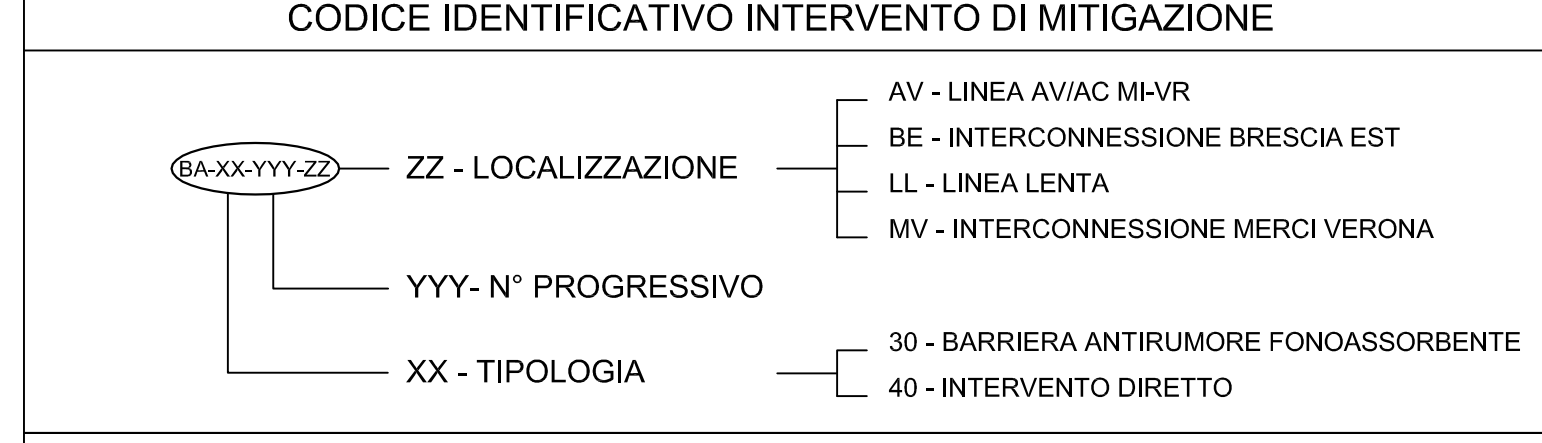 CODICE IDENTIFICATIVO INTERVENTO DI MITIGAZIONE
BA-XX-YYY-ZZ
ZZ - LOCALIZZAZIONE
AV - LINEA AV/AC MI-VR
BE - INTERCONNESSIONE BRESCIA EST
LL - LINEA LENTA
MV - INTERCONNESSIONE MERCI VERONA
YYY- N° PROGRESSIVO
XX - TIPOLOGIA
30 - BARRIERA ANTIRUMORE FONOASSORBENTE
40 - INTERVENTO DIRETTO